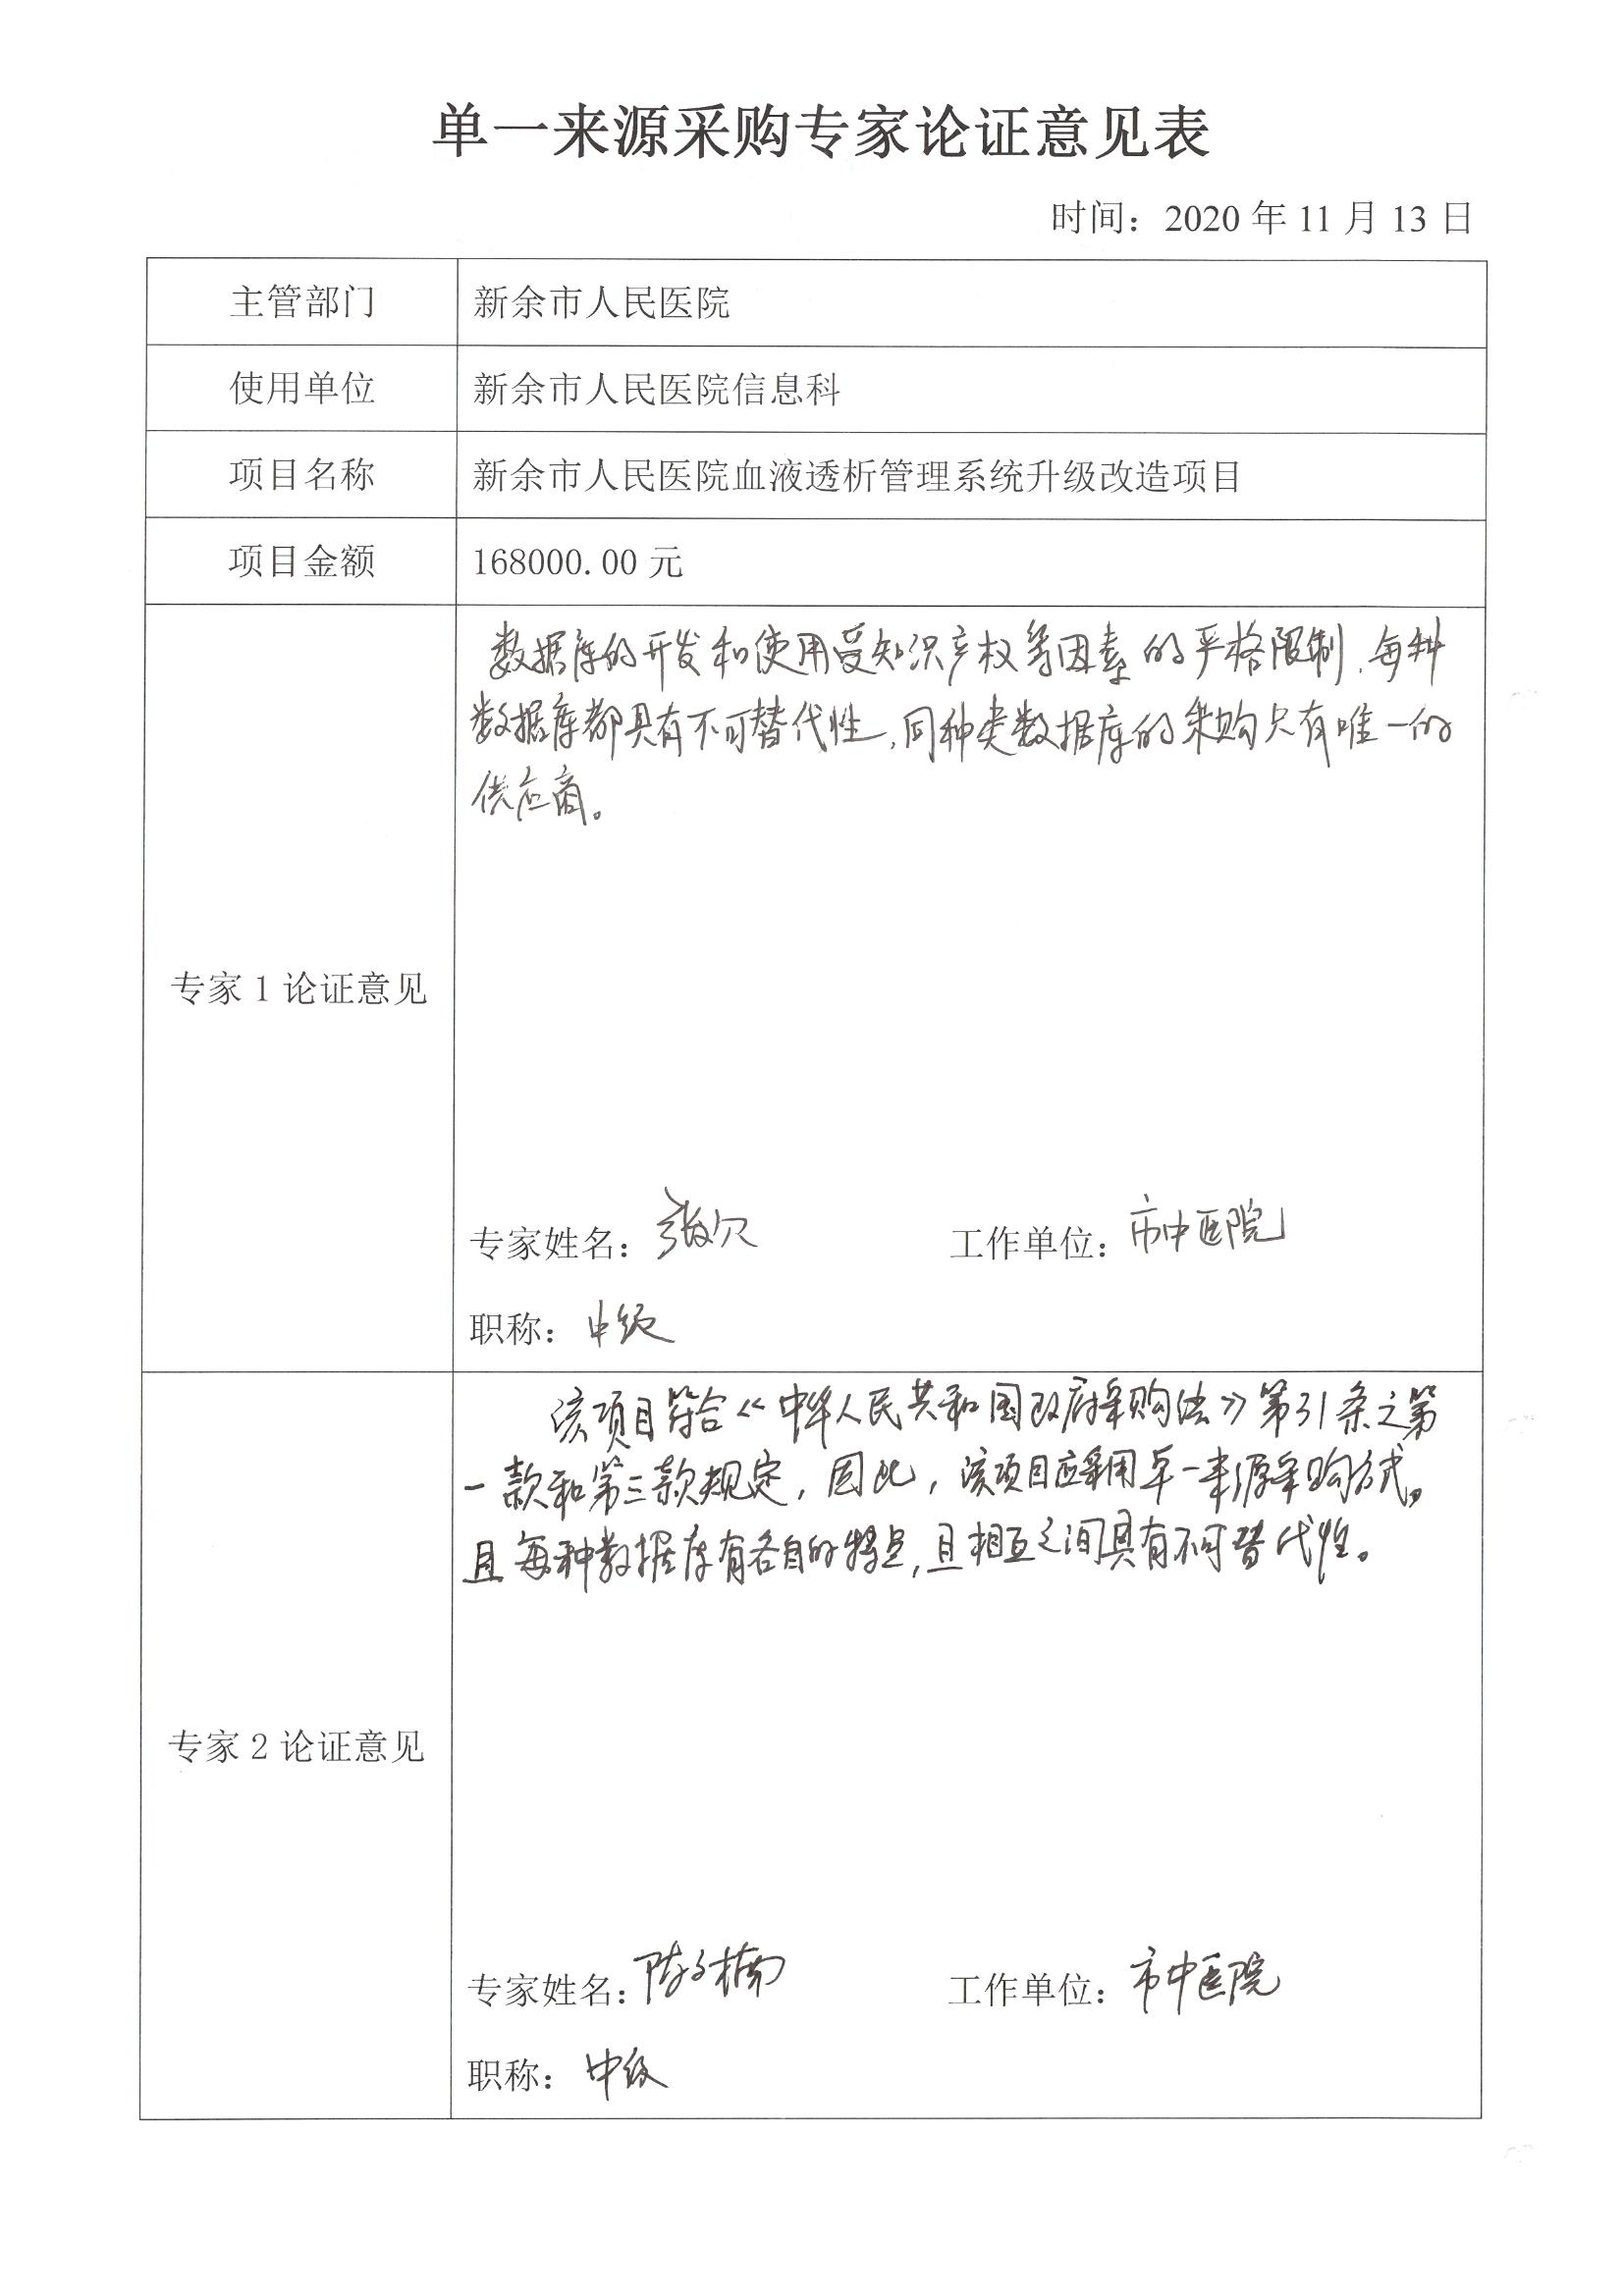 单一来源采购专家论证意见表
时间：2020 年 11 月 13 日
主管部门 新余市人民医院
使用单位 新余市人民医院信息科
项目名称 新余市人民医院血液透析管理系统升级改造项目
项目金额 168000.00 元
数据库的开发和使用受知识产权等因素的严格限制，每种
数据库都具有不可替代性，同种类数据库的采购只有唯一的
供应商。
专家 1 论证意见
专家姓名： 工作单位：市中医院
职称：中级
该项目符合《中华人民共和国政府采购法》第31条之第
一款和第三款规定，因此，该项目应采用单一来源采购方式。
且每种数据库有各自的特点，且相互之间具有不可替代性。
专家 2 论证意见
专家姓名：陈子楠 工作单位：市中医院
职称：中级